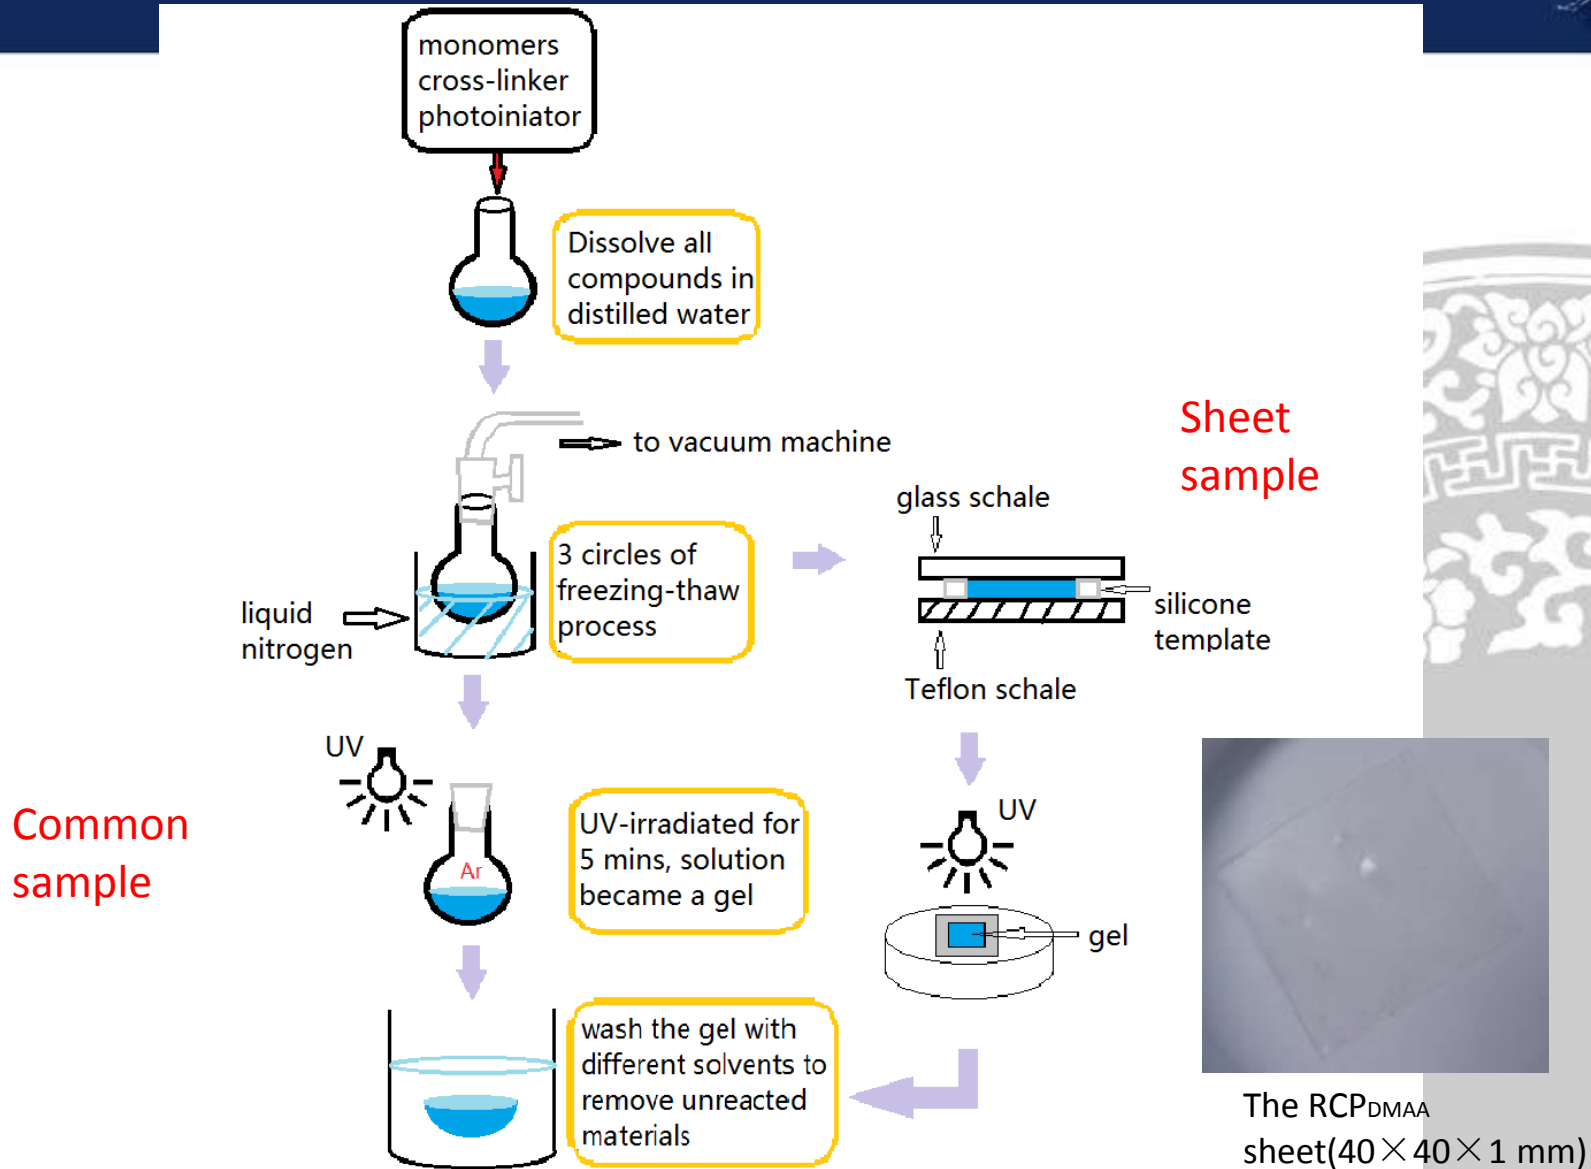 monomers
cross-linker
photoiniator
Dissolve all
compounds in
distilled water
to vacuum machine
3 circles of
freezing-thaw
process
liquid
nitrogen
Sheet
sample
glass schale
silicone
template
Teflon schale
UV
Common
sample
Ar
UV-irradiated for
5 mins, solution
became a gel
UV
gel
wash the gel with
different solvents to
remove unreacted
materials
The RCPDMAA
sheet(40×40×1 mm)